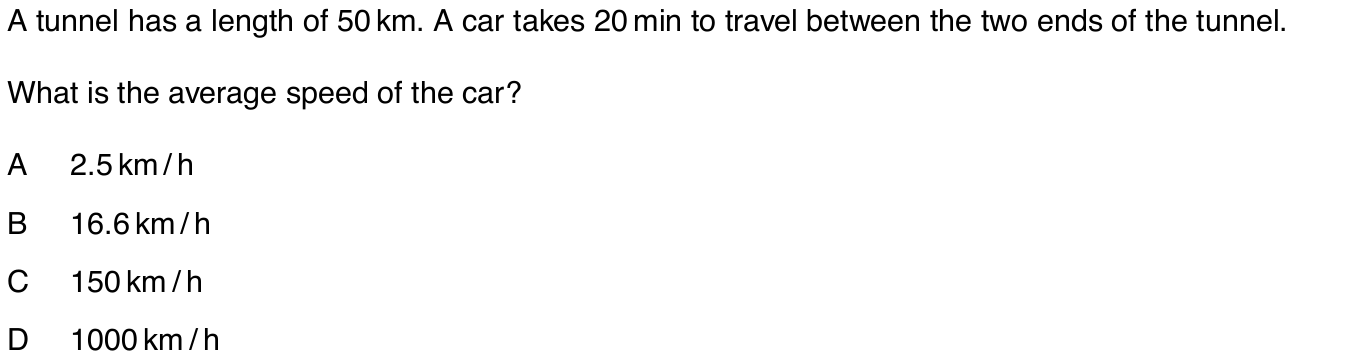 A tunnel has a length of 50 km. A car takes 20 min to travel between the two ends of the tunnel.
What is the average speed of the car?
A 2.5 km / h
B 16.6 km / h
C 150 km / h
D 1000 km / h